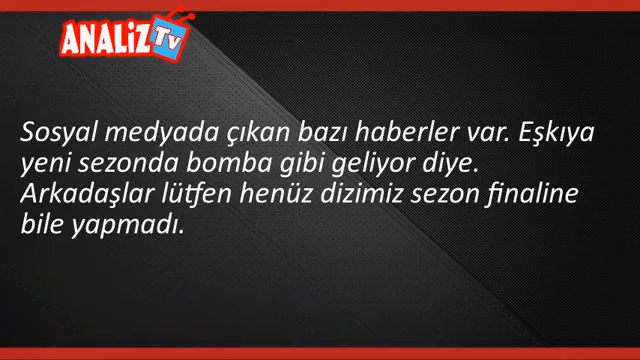 ANALİZ TV
Sosyal medyada çıkan bazı haberler var. Eşkıya
yeni sezonda bomba gibi geliyor diye.
Arkadaşlar lütfen henüz dizimiz sezon finaline
bile yapmadı.